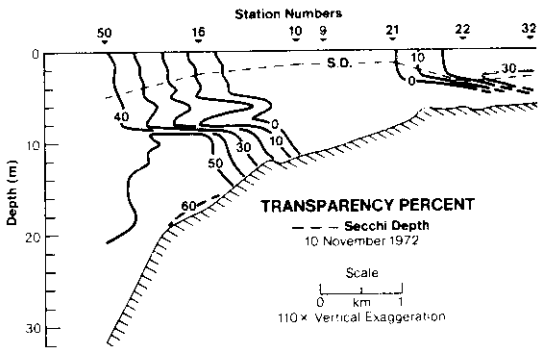 Station Numbers
50 16 10 9 21 22 32
0
10
20
30
Depth (m)
S.D.
10
0
30
40
0
10
30
50
60
TRANSPARENCY PERCENT
--- Secchi Depth
10 November 1972
Scale
0 km 1
110 × Vertical Exaggeration